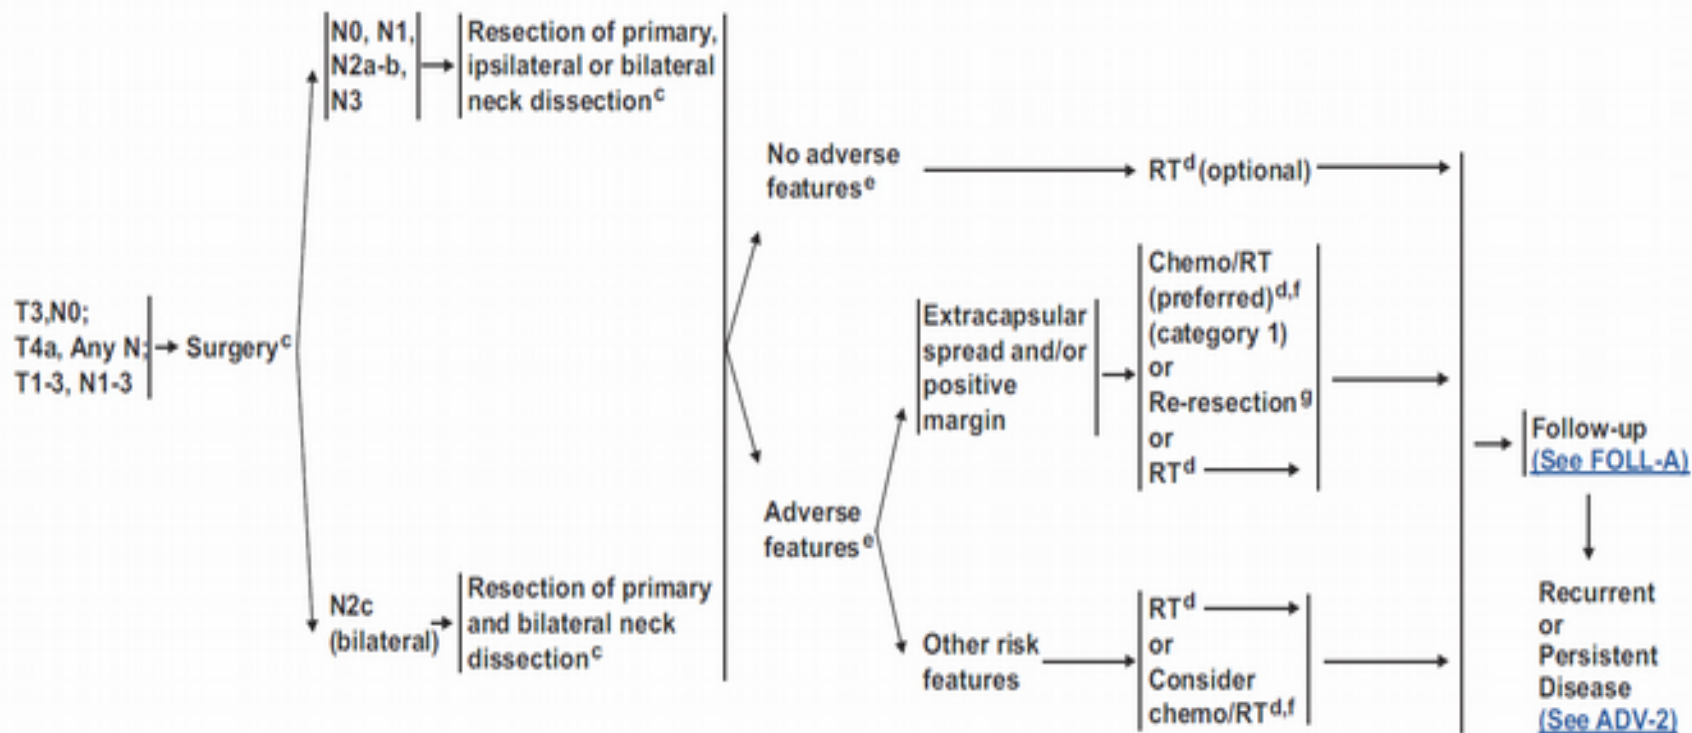 T3,N0;
T4a, Any N;
T1-3, N1-3
Surgeryᶜ
N0, N1,
N2a-b,
N3
Resection of primary,
ipsilateral or bilateral
neck dissectionᶜ
N2c
(bilateral)
Resection of primary
and bilateral neck
dissectionᶜ
No adverse
featuresᵉ
RTᵈ (optional)
Adverse
featuresᵉ
Extracapsular
spread and/or
positive
margin
Chemo/RT
(preferred)ᵈ,ᶠ
(category 1)
or
Re-resectionᵍ
or
RTᵈ
Other risk
features
RTᵈ
or
Consider
chemo/RTᵈ,ᶠ
Follow-up
(See FOLL-A)
Recurrent
or
Persistent
Disease
(See ADV-2)